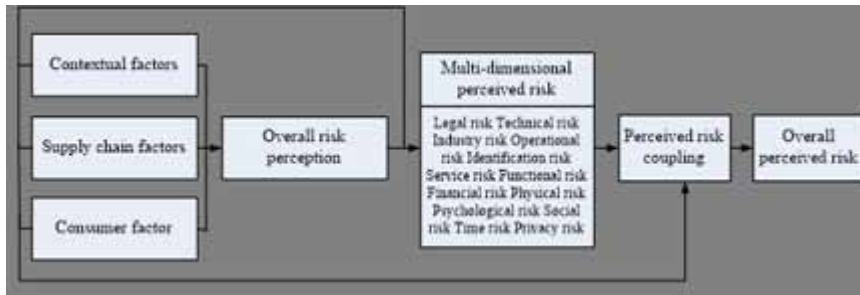 Contextual factors
Supply chain factors
Consumer factor
Overall risk
perception
Multi-dimensional
perceived risk
Legal risk Technical risk
Industry risk Operational
risk Identification risk
Service risk Functional risk
Financial risk Physical risk
Psychological risk Social
risk Time risk Privacy risk
Perceived risk
coupling
Overall
perceived risk